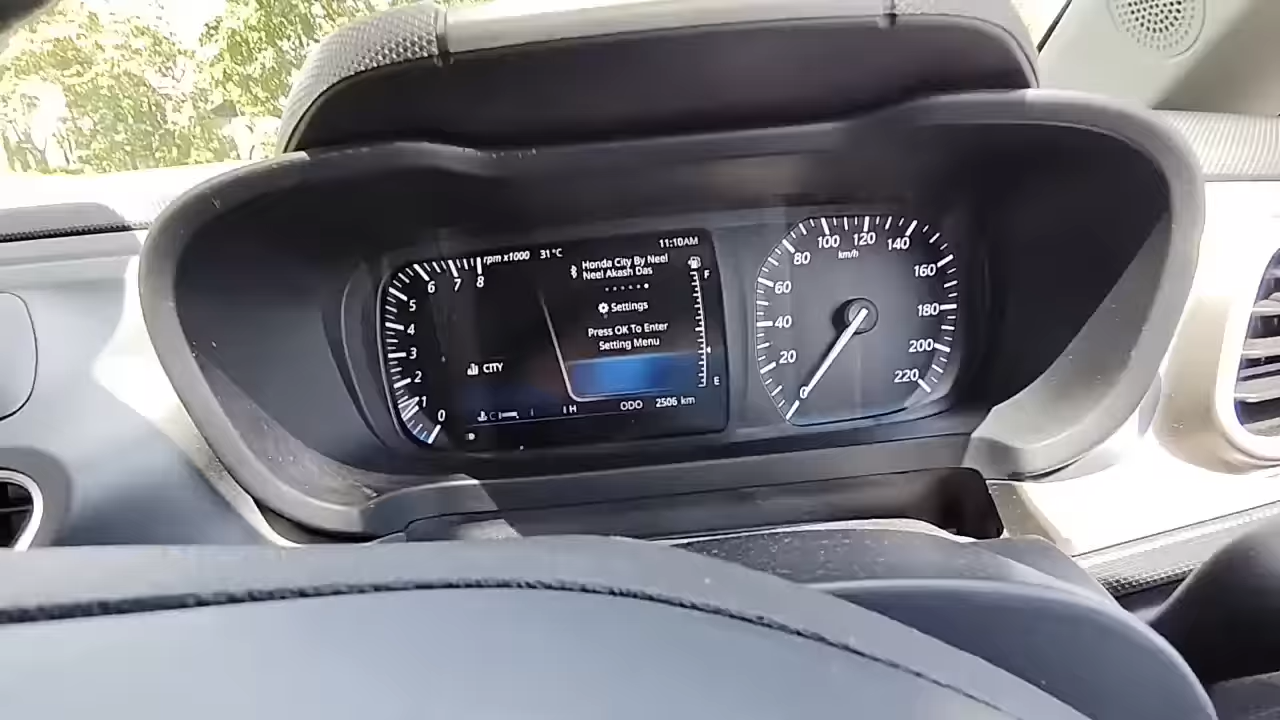 rpm x1000 31°C 11:10AM
Honda City By Neel
Neel Akash Das
Settings
Press OK To Enter
Setting Menu
CITY
F
E
C H ODO 2506 km
0
1
2
3
4
5
6
7
8
km/h
0
20
40
60
80
100
120
140
160
180
200
220